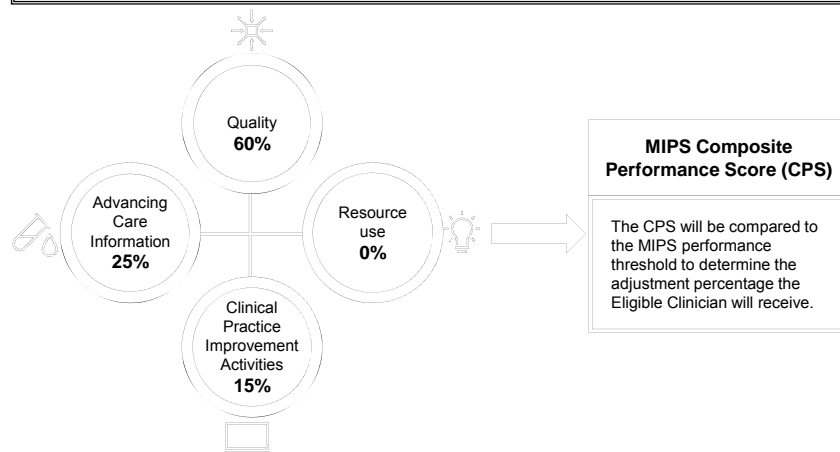 Quality
60%
Advancing
Care
Information
25%
Resource
use
0%
Clinical
Practice
Improvement
Activities
15%
MIPS Composite
Performance Score (CPS)
The CPS will be compared to
the MIPS performance
threshold to determine the
adjustment percentage the
Eligible Clinician will receive.